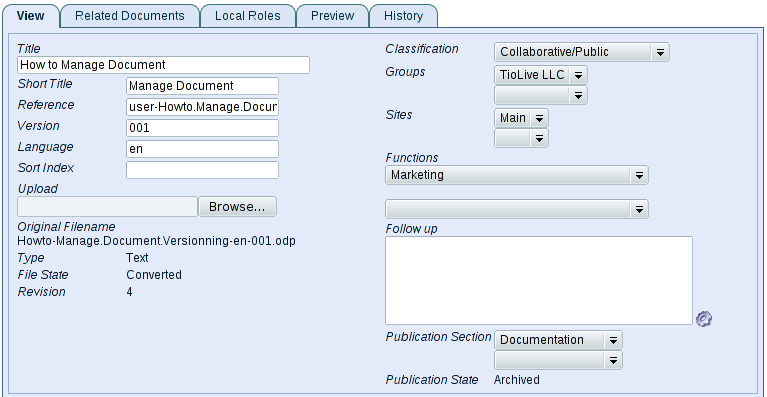 View Related Documents Local Roles Preview History
Title
How to Manage Document
Short Title Manage Document
Reference user-Howto.Manage.Docun
Version 001
Language en
Sort Index
Upload
Browse...
Original Filename
Howto-Manage.Document.Versionning-en-001.odp
Type Text
File State Converted
Revision 4
Classification Collaborative/Public
Groups TioLive LLC
Sites Main
Functions
Marketing
Follow up
Publication Section Documentation
Publication State Archived